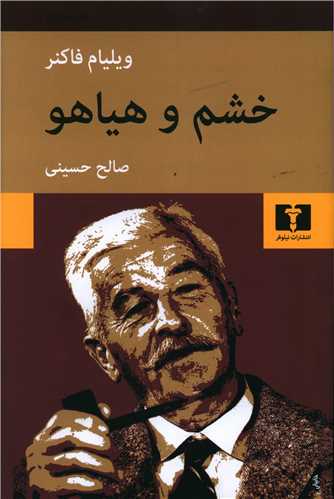 ویلیام فاکنر
خشم و هیاهو
صالح حسینی
انتشارات نیلوفر